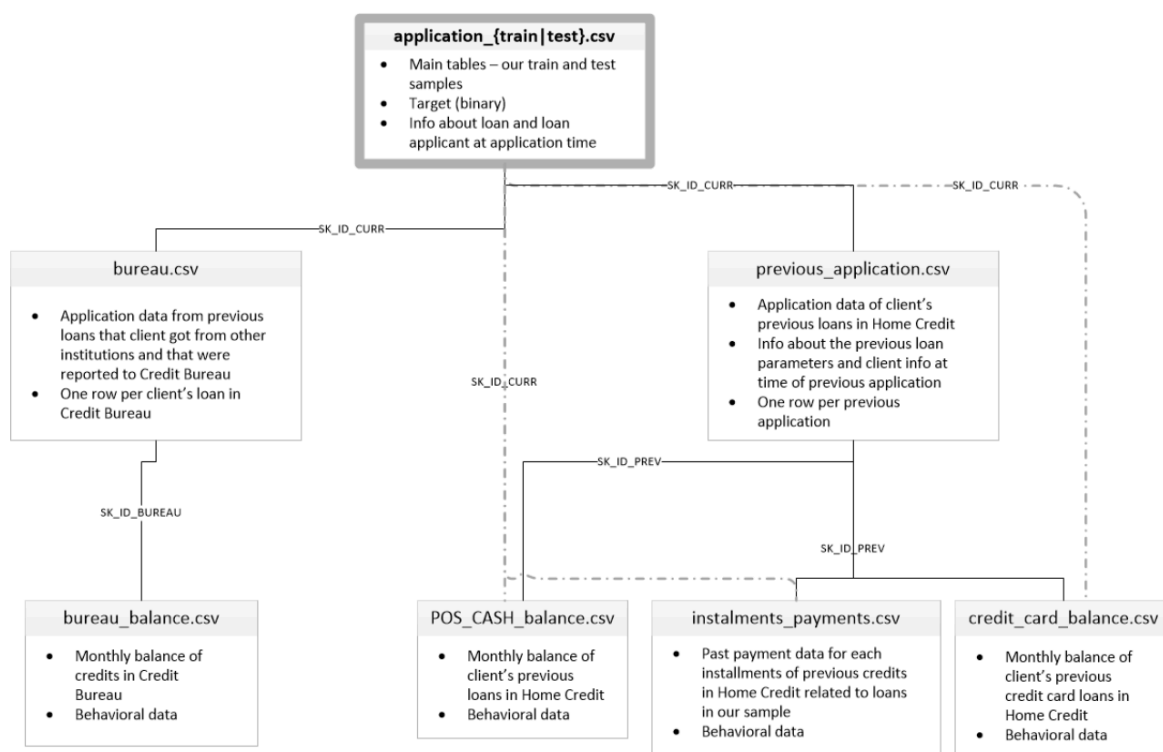 application_{train|test}.csv
• Main tables – our train and test
samples
• Target (binary)
• Info about loan and loan
applicant at application time
SK_ID_CURR
SK_ID_CURR
SK_ID_CURR
bureau.csv
• Application data from previous
loans that client got from other
institutions and that were
reported to Credit Bureau
• One row per client's loan in
Credit Bureau
previous_application.csv
• Application data of client's
previous loans in Home Credit
• Info about the previous loan
parameters and client info at
time of previous application
• One row per previous
application
SK_ID_CURR
SK_ID_PREV
SK_ID_BUREAU
SK_ID_PREV
bureau_balance.csv
• Monthly balance of
credits in Credit
Bureau
• Behavioral data
POS_CASH_balance.csv
• Monthly balance of
client's previous
loans in Home Credit
• Behavioral data
instalments_payments.csv
• Past payment data for each
installments of previous credits
in Home Credit related to loans
in our sample
• Behavioral data
credit_card_balance.csv
• Monthly balance of
client's previous
credit card loans in
Home Credit
• Behavioral data